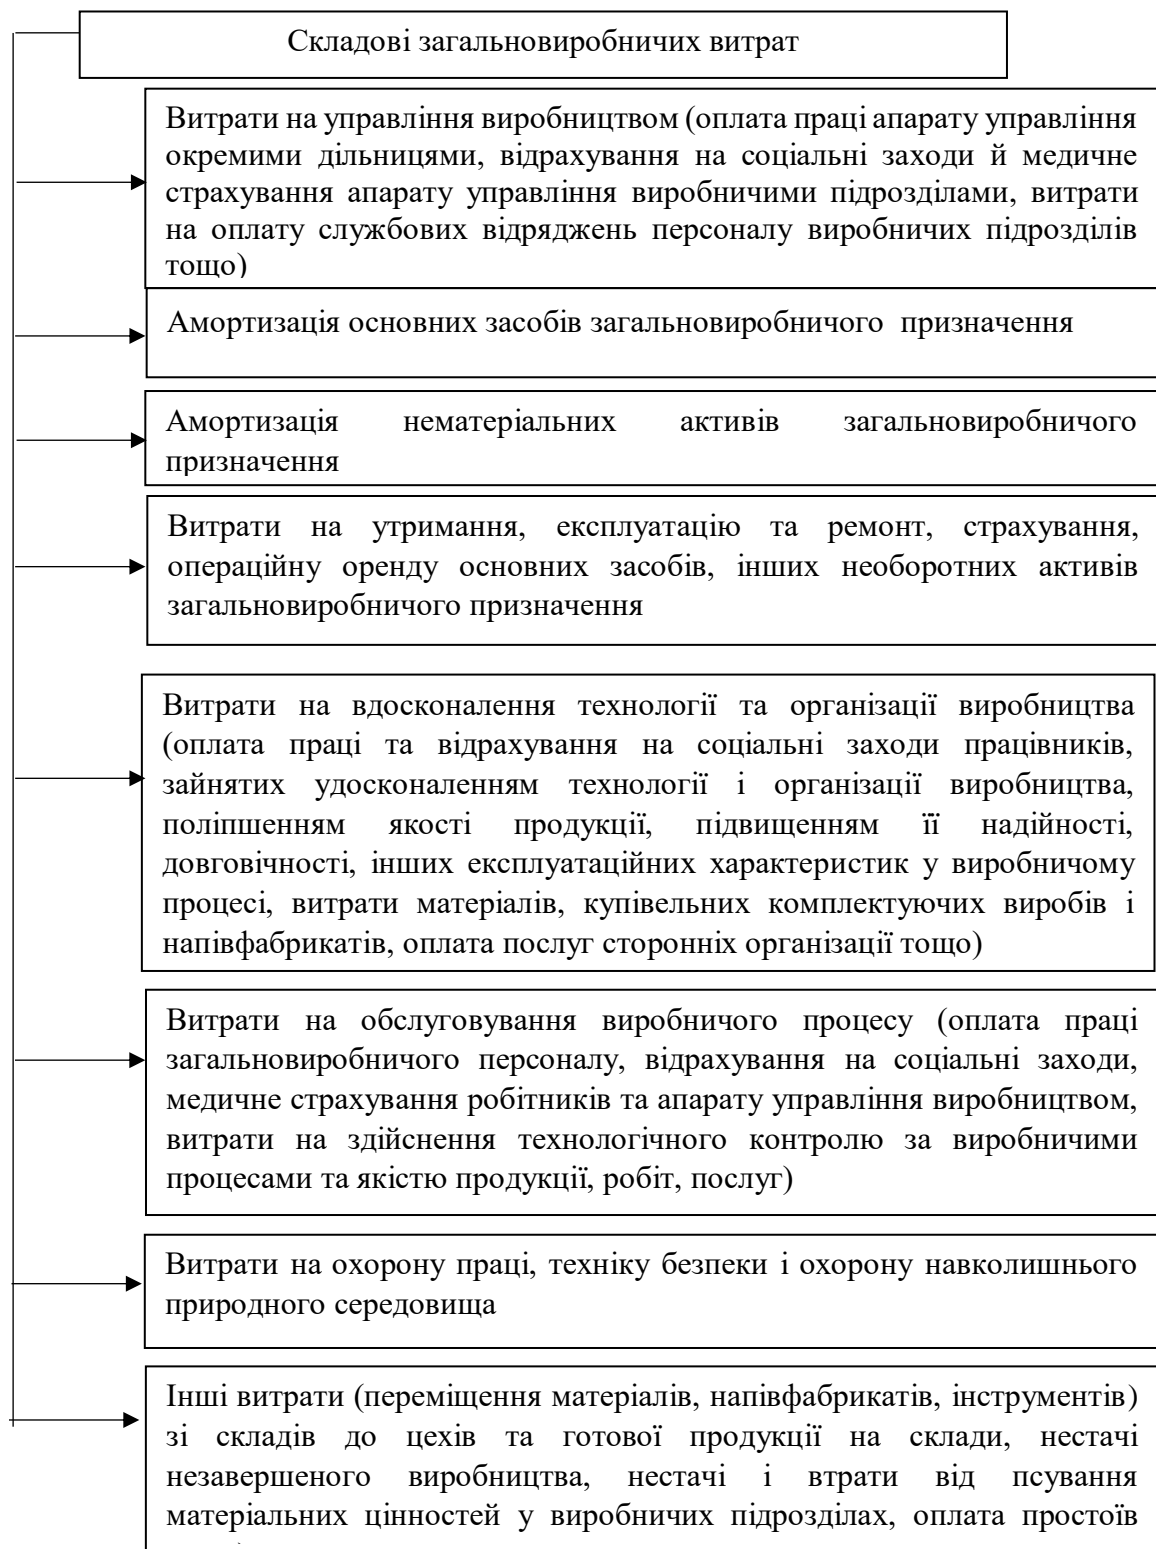 Складові загальновиробничих витрат
Витрати на управління виробництвом (оплата праці апарату управління
окремими дільницями, відрахування на соціальні заходи й медичне
страхування апарату управління виробничими підрозділами, витрати
на оплату службових відряджень персоналу виробничих підрозділів
тощо)
Амортизація основних засобів загальновиробничого призначення
Амортизація нематеріальних активів загальновиробничого
призначення
Витрати на утримання, експлуатацію та ремонт, страхування,
операційну оренду основних засобів, інших необоротних активів
загальновиробничого призначення
Витрати на вдосконалення технології та організації виробництва
(оплата праці та відрахування на соціальні заходи працівників,
зайнятих удосконаленням технології і організації виробництва,
поліпшенням якості продукції, підвищенням її надійності,
довговічності, інших експлуатаційних характеристик у виробничому
процесі, витрати матеріалів, купівельних комплектуючих виробів і
напівфабрикатів, оплата послуг сторонніх організації тощо)
Витрати на обслуговування виробничого процесу (оплата праці
загальновиробничого персоналу, відрахування на соціальні заходи,
медичне страхування робітників та апарату управління виробництвом,
витрати на здійснення технологічного контролю за виробничими
процесами та якістю продукції, робіт, послуг)
Витрати на охорону праці, техніку безпеки і охорону навколишнього
природного середовища
Інші витрати (переміщення матеріалів, напівфабрикатів, інструментів)
зі складів до цехів та готової продукції на склади, нестачі
незавершеного виробництва, нестачі і втрати від псування
матеріальних цінностей у виробничих підрозділах, оплата простоїв